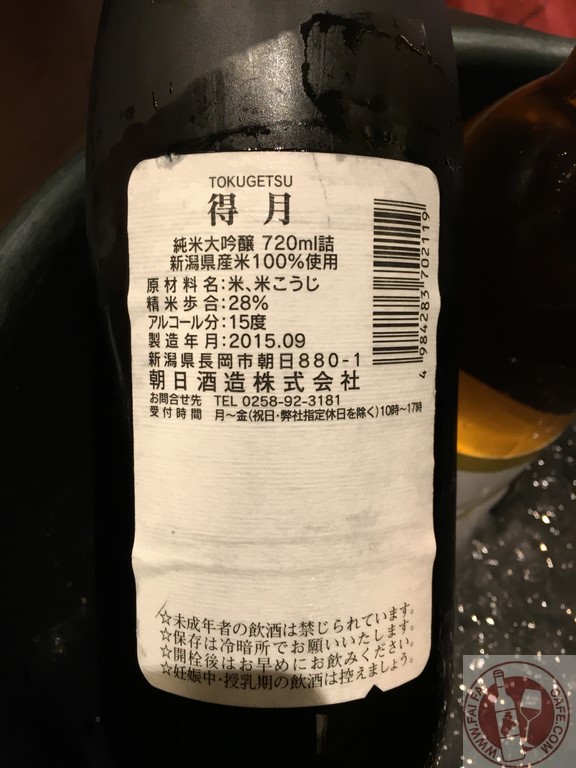 TOKUGETSU
得月
純米大吟醸 720ml詰
新潟県産米100%使用
原材料名:米、米こうじ
精米歩合:28%
アルコール分:15度
製造年月:2015.09
新潟県長岡市朝日880-1
朝日酒造株式会社
お問合せ先 TEL 0258-92-3181
受付時間 月〜金(祝日・弊社指定休日を除く)10時〜17時
4 984283 702119
☆未成年者の飲酒は禁じられています。
☆保存は冷暗所でお願いいたします。
☆開栓後はお早めにお飲みください。
☆妊娠中・授乳期の飲酒は控えましょう。
WWW.FAI FA CAFE.COM